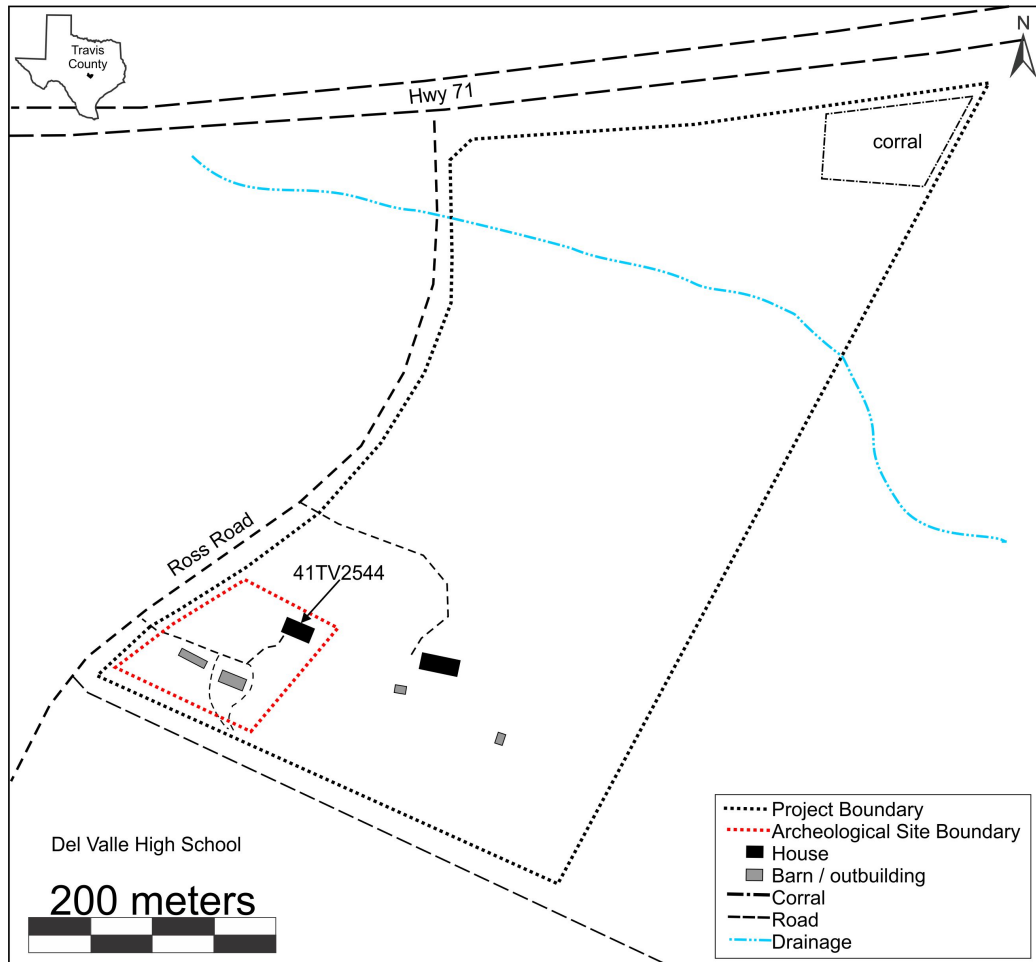 Travis
County
N
Hwy 71
corral
Ross Road
41TV2544
Del Valle High School
200 meters
Project Boundary
Archeological Site Boundary
House
Barn / outbuilding
Corral
Road
Drainage